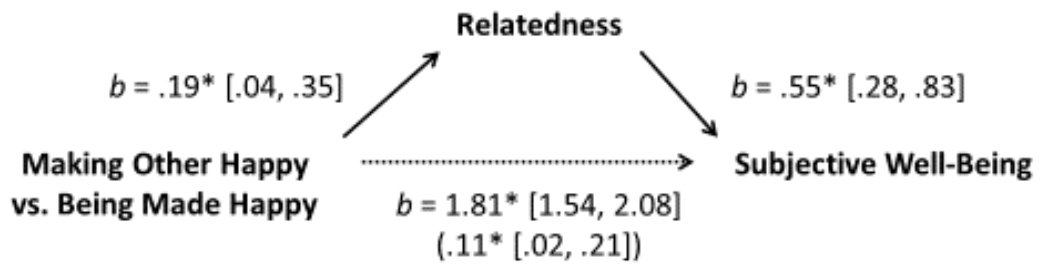 Relatedness
b = .19* [.04, .35]
b = .55* [.28, .83]
Making Other Happy
vs. Being Made Happy
Subjective Well-Being
b = 1.81* [1.54, 2.08]
(.11* [.02, .21])